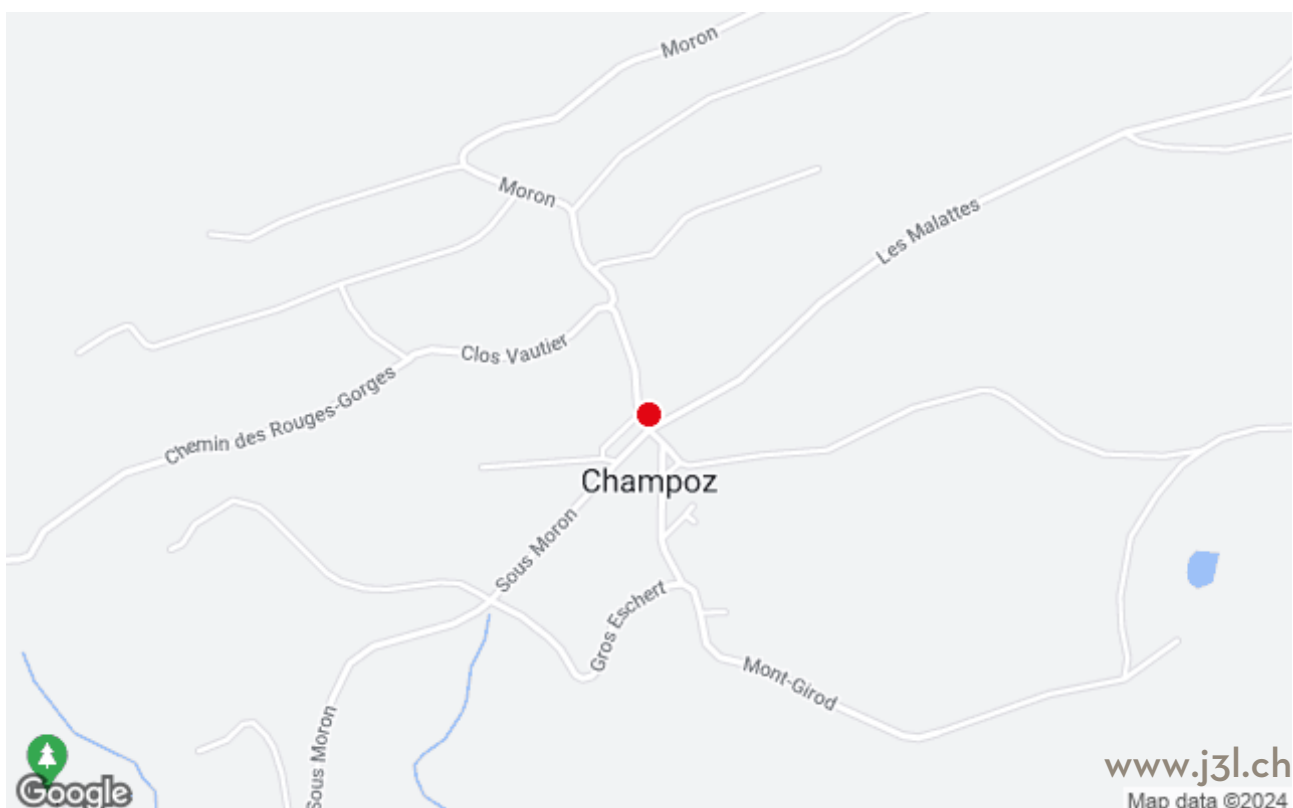 Moron
Moron
Les Malattes
Clos Vautier
Chemin des Rouges-Gorges
Champoz
Sous Moron
Gros Eschert
Mont-Girod
Sous Moron
www.j3l.ch
Google
Map data ©2024